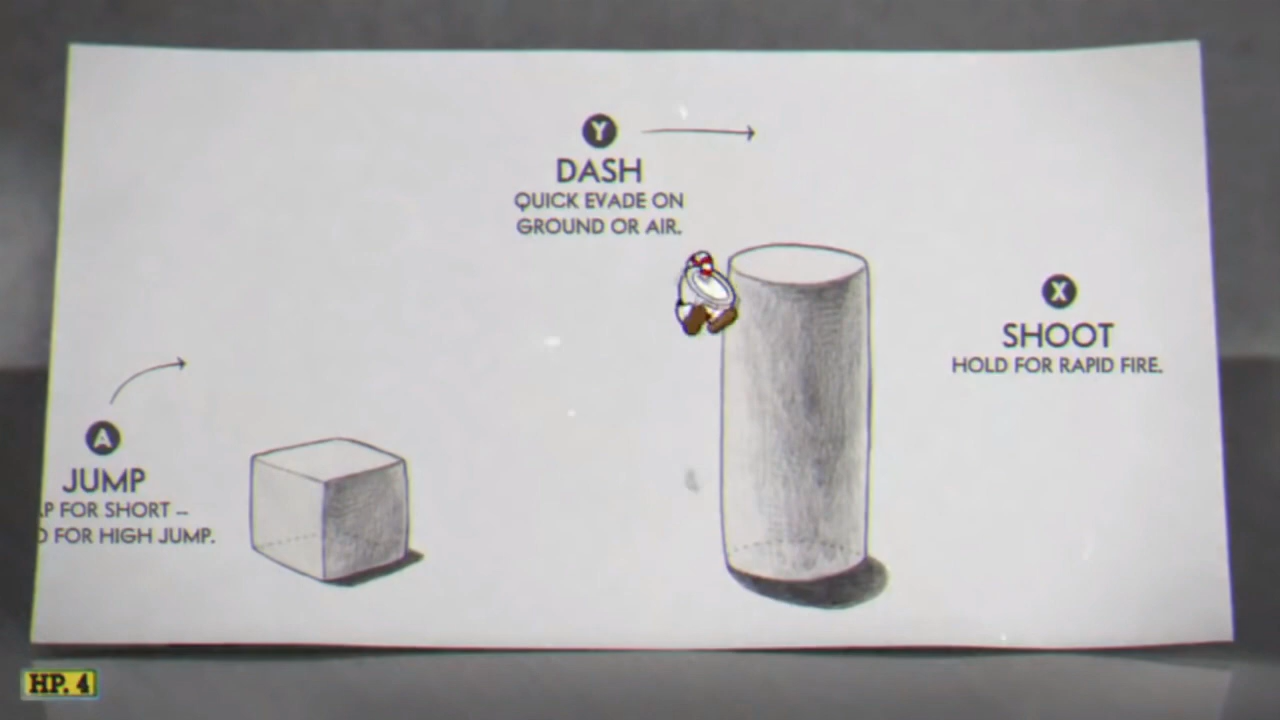 Y
DASH
QUICK EVADE ON
GROUND OR AIR.
X
SHOOT
HOLD FOR RAPID FIRE.
A
JUMP
P FOR SHORT –
FOR HIGH JUMP.
HP. 4